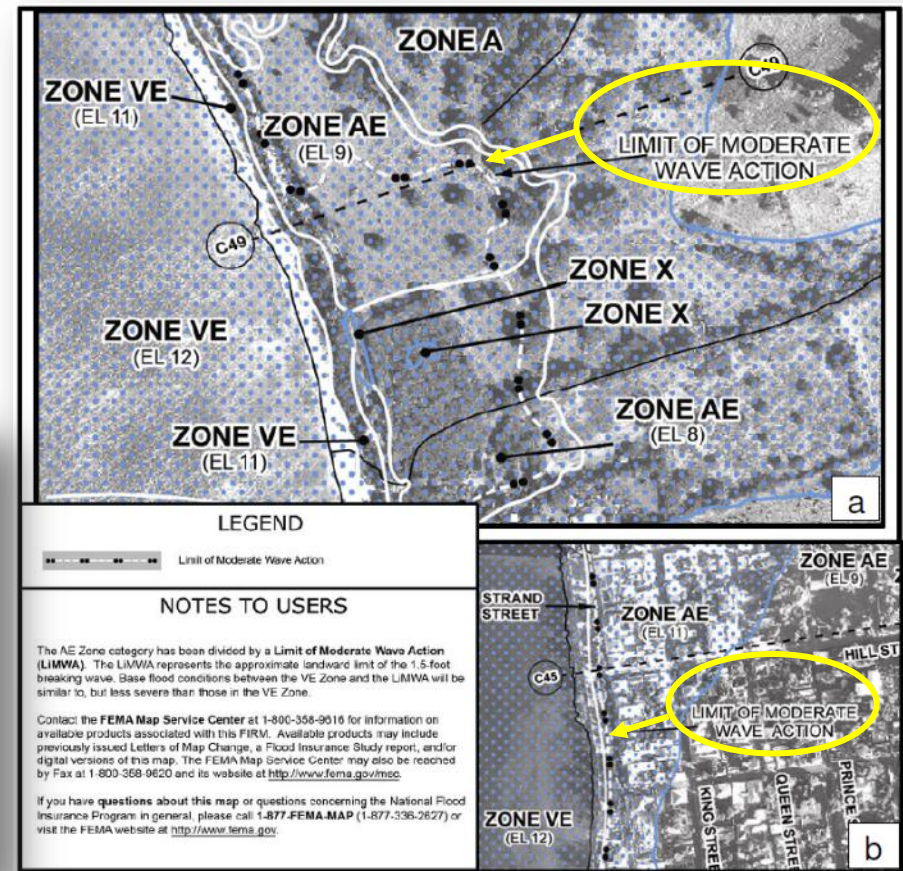 ZONE A
C49
ZONE VE
(EL 11)
ZONE AE
(EL 9)
LIMIT OF MODERATE
WAVE ACTION
C49
ZONE X
ZONE X
ZONE VE
(EL 12)
ZONE AE
(EL 8)
ZONE VE
(EL 11)
a
LEGEND
Limit of Moderate Wave Action
NOTES TO USERS
The AE Zone category has been divided by a Limit of Moderate Wave Action
(LiMWA). The LiMWA represents the approximate landward limit of the 1.5-foot
breaking wave. Base flood conditions between the VE Zone and the LiMWA will be
similar to, but less severe than those in the VE Zone.
Contact the FEMA Map Service Center at 1-800-358-9616 for information on
available products associated with this FIRM. Available products may include
previously issued Letters of Map Change, a Flood Insurance Study report, and/or
digital versions of this map. The FEMA Map Service Center may also be reached
by Fax at 1-800-358-9620 and its website at http://www.fema.gov/msc.
If you have questions about this map or questions concerning the National Flood
Insurance Program in general, please call 1-877-FEMA-MAP (1-877-336-2627) or
visit the FEMA website at http://www.fema.gov.
ZONE AE
(EL 9)
STRAND
STREET
ZONE AE
(EL 11)
HILL ST
C45
LIMIT OF MODERATE
WAVE ACTION
KING STREE
QUEEN STREE
PRINCE S
ZONE VE
(EL 12)
b